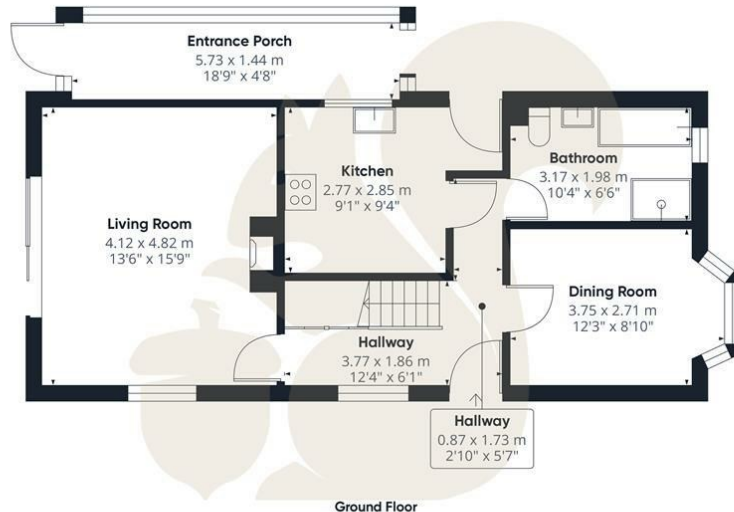 Entrance Porch
5.73 x 1.44 m
18'9" x 4'8"
Kitchen
2.77 x 2.85 m
9'1" x 9'4"
Bathroom
3.17 x 1.98 m
10'4" x 6'6"
Living Room
4.12 x 4.82 m
13'6" x 15'9"
Dining Room
3.75 x 2.71 m
12'3" x 8'10"
Hallway
3.77 x 1.86 m
12'4" x 6'1"
Hallway
0.87 x 1.73 m
2'10" x 5'7"
Ground Floor